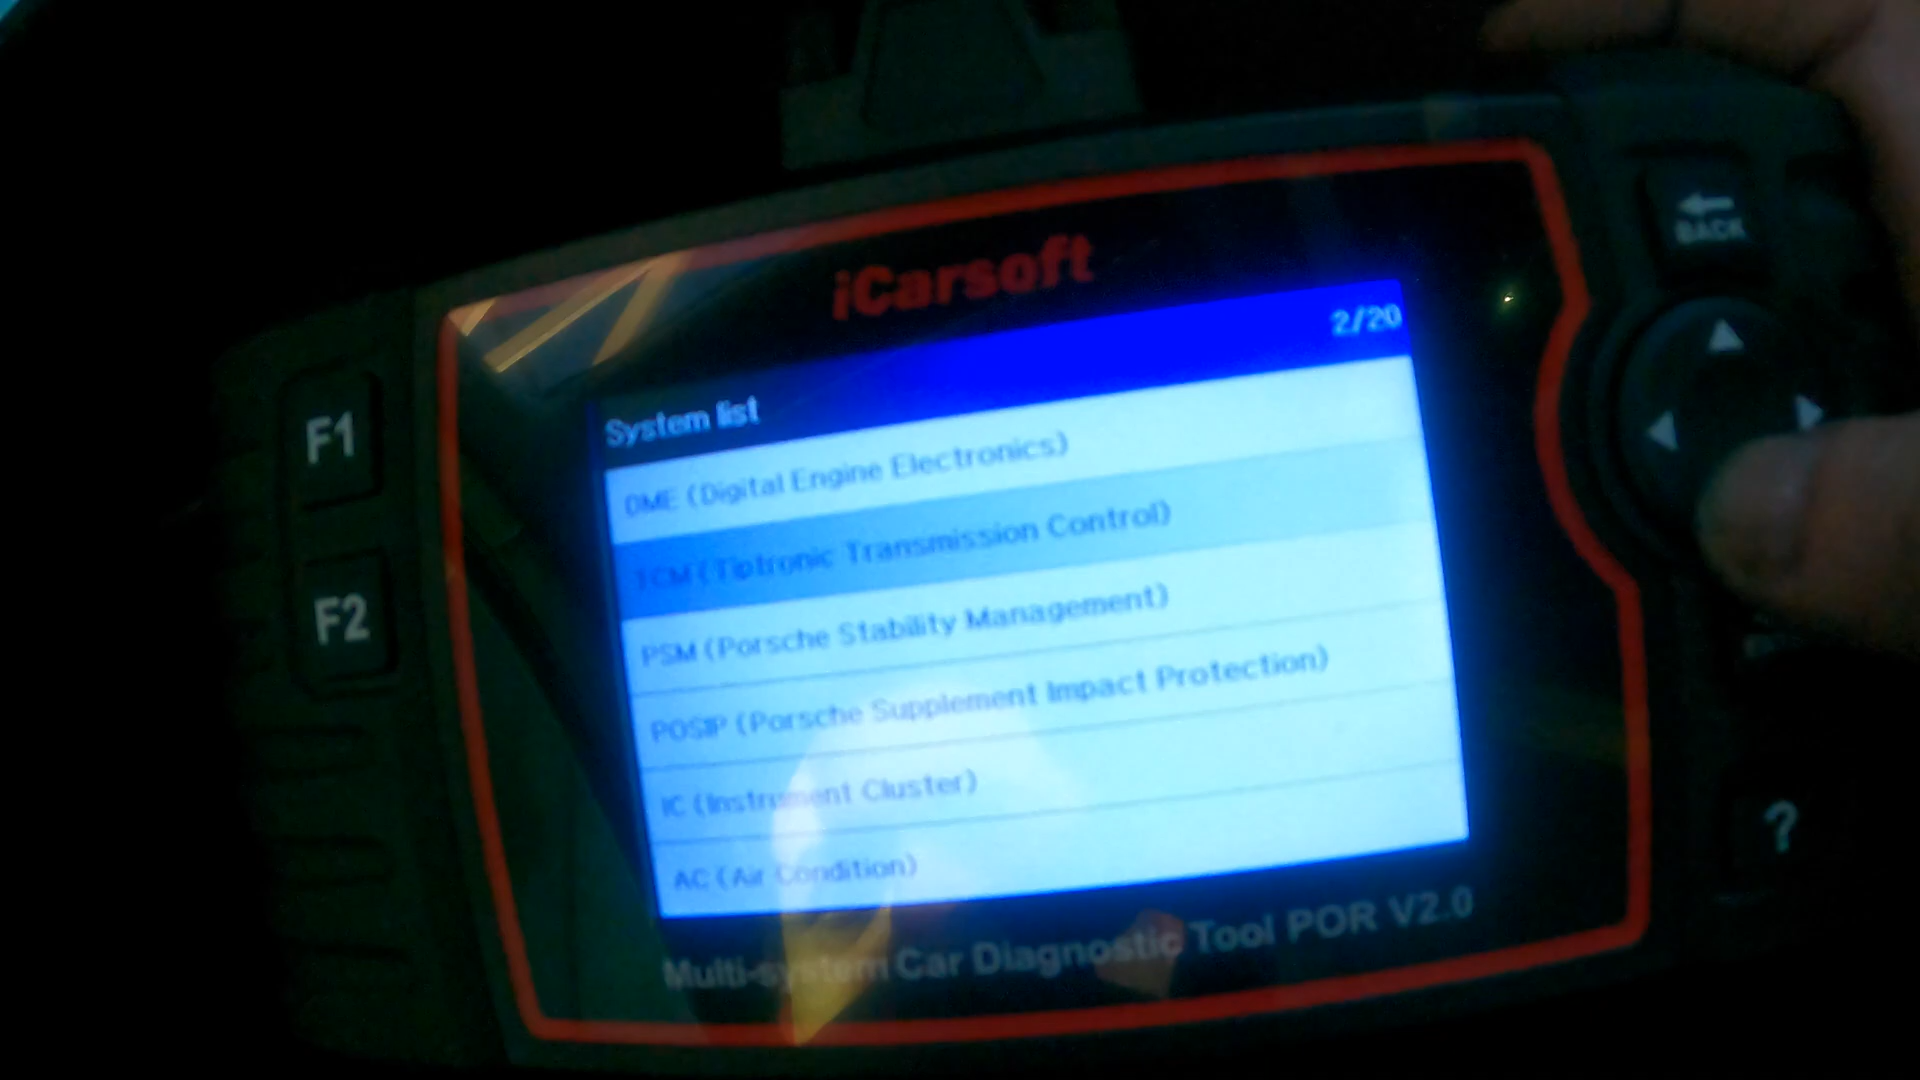 iCarsoft
2/20
System list
DME (Digital Engine Electronics)
TCM (Tiptronic Transmission Control)
PSM (Porsche Stability Management)
POSIP (Porsche Supplement Impact Protection)
IC (Instrument Cluster)
AC (Air Condition)
Multi-system Car Diagnostic Tool POR V2.0
F1
F2
BACK
?